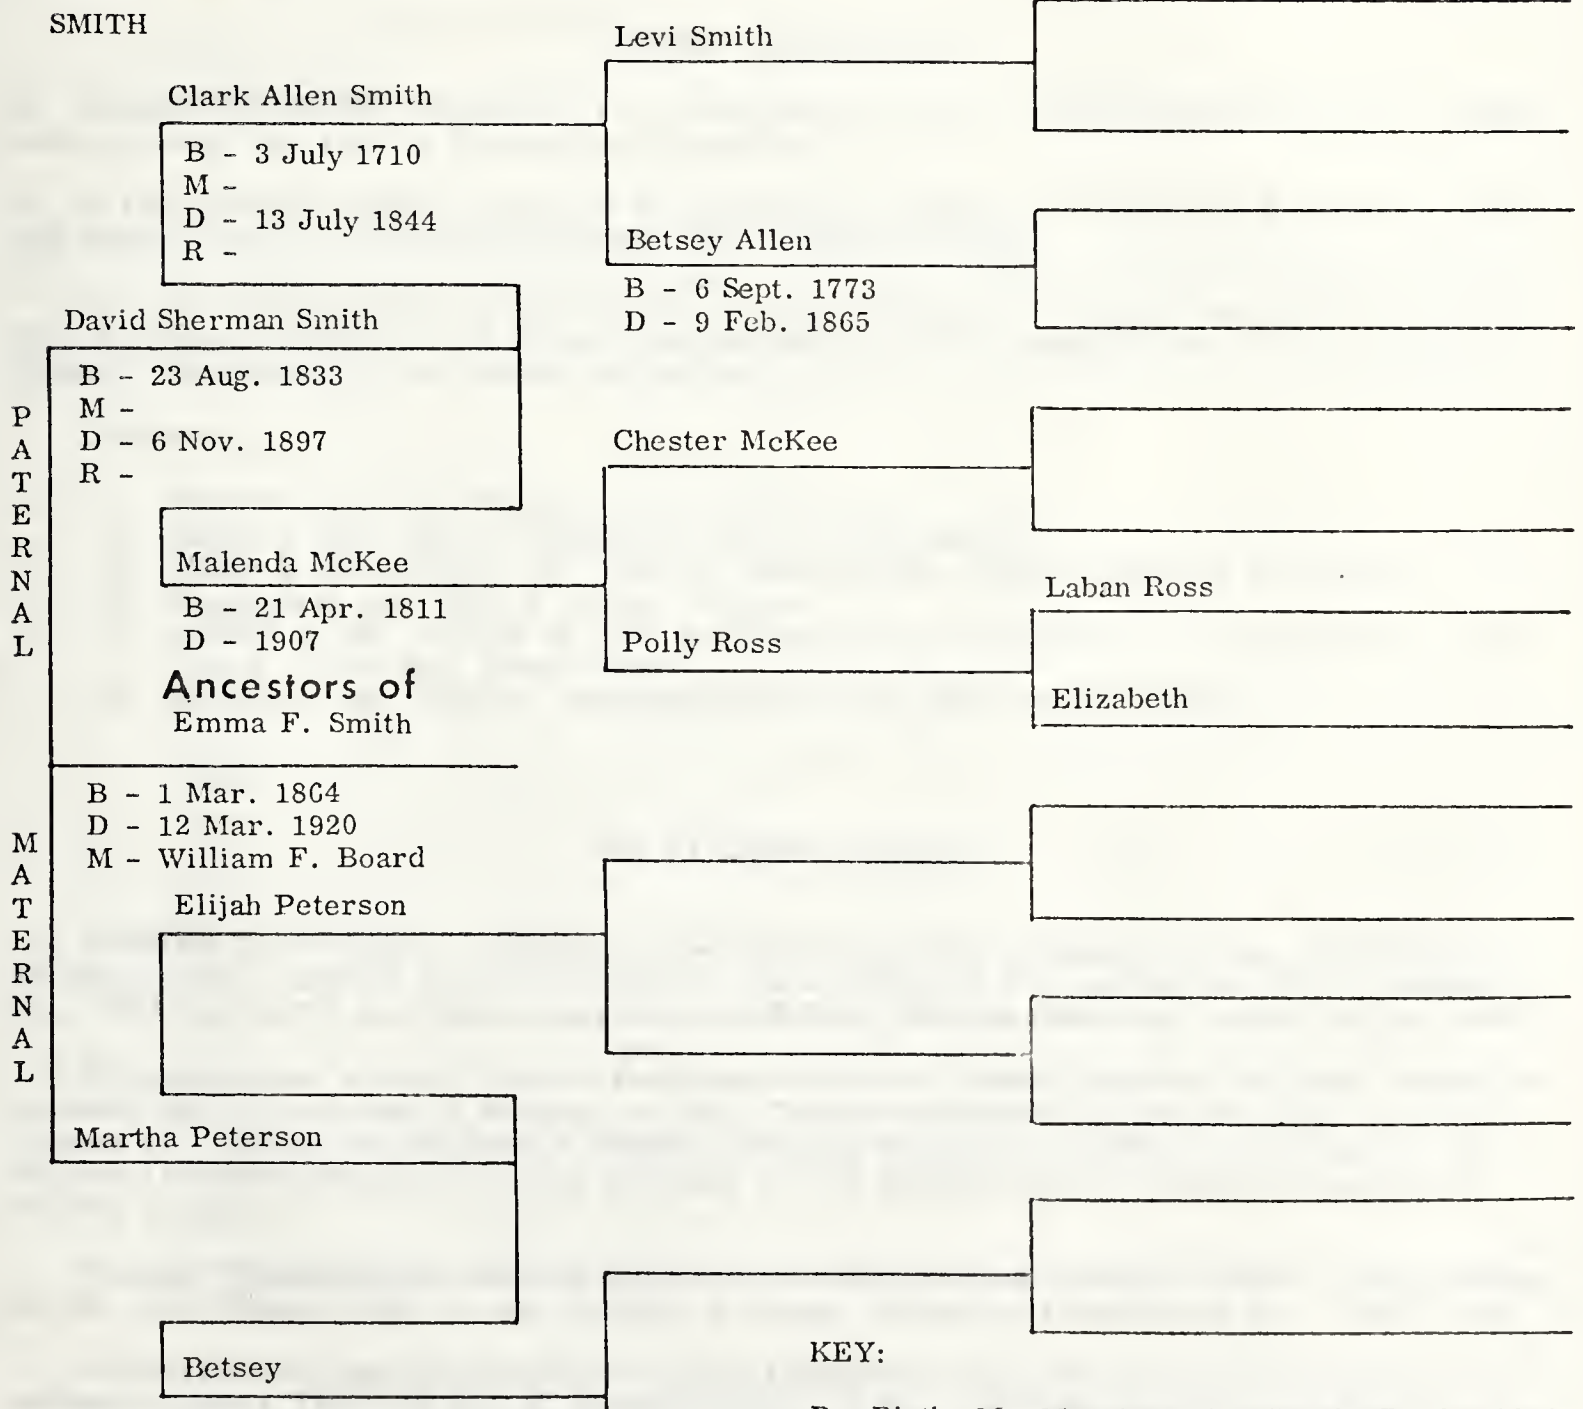 SMITH
Levi Smith
Clark Allen Smith
B - 3 July 1710
M -
D - 13 July 1844
R -
Betsey Allen
B - 6 Sept. 1773
D - 9 Feb. 1865
David Sherman Smith
B - 23 Aug. 1833
M -
D - 6 Nov. 1897
R -
PATERNAL
Chester McKee
Malenda McKee
B - 21 Apr. 1811
D - 1907
Laban Ross
Polly Ross
Elizabeth
Ancestors of
Emma F. Smith
B - 1 Mar. 1864
D - 12 Mar. 1920
M - William F. Board
MATERNAL
Elijah Peterson
Martha Peterson
Betsey
KEY: